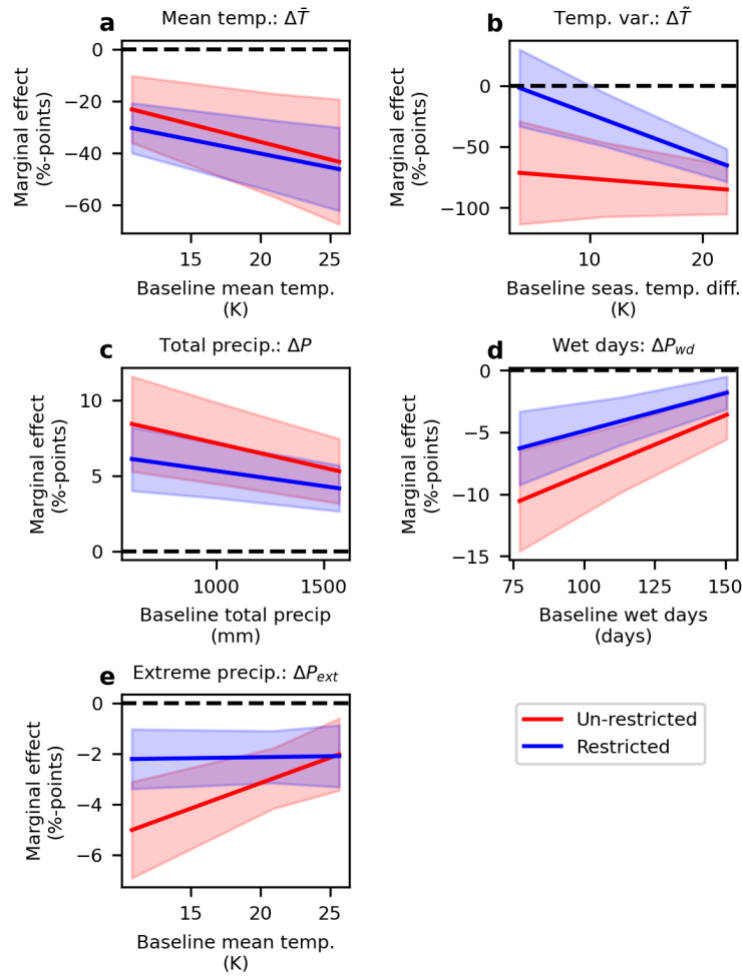 a Mean temp.: ΔT̄
0
−20
−40
−60
Marginal effect
(%-points)
15 20 25
Baseline mean temp.
(K)
b Temp. var.: ΔT̃
0
−50
−100
Marginal effect
(%-points)
10 20
Baseline seas. temp. diff.
(K)
c Total precip.: ΔP
10
5
0
Marginal effect
(%-points)
1000 1500
Baseline total precip
(mm)
d Wet days: ΔP_wd
0
−5
−10
−15
Marginal effect
(%-points)
75 100 125 150
Baseline wet days
(days)
e Extreme precip.: ΔP_ext
0
−2
−4
−6
Marginal effect
(%-points)
15 20 25
Baseline mean temp.
(K)
Un-restricted
Restricted